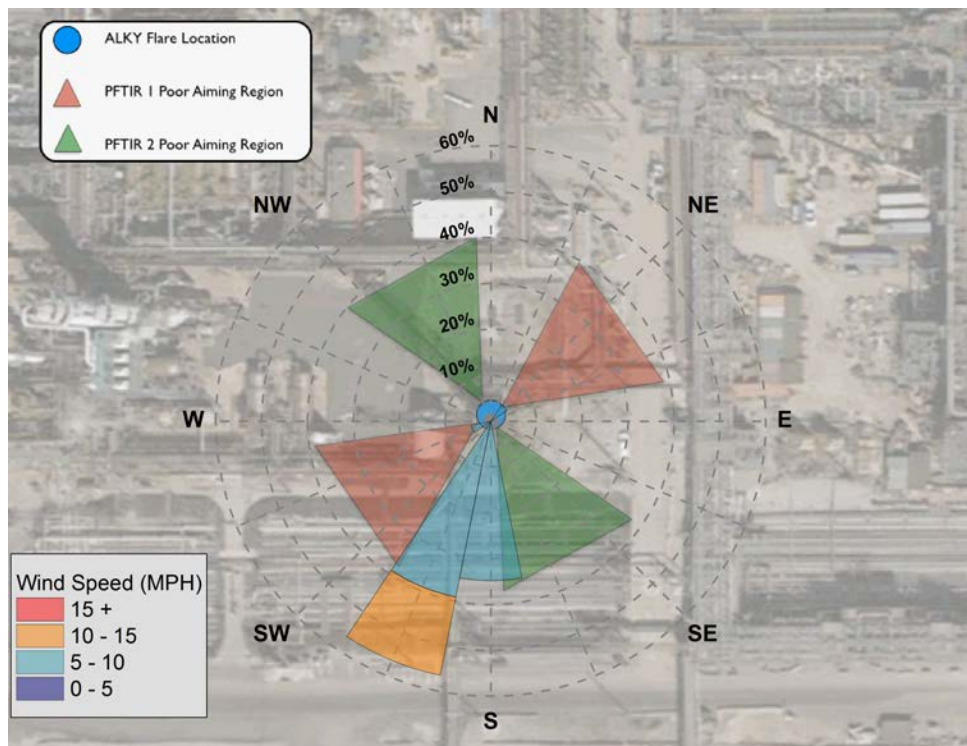 ALKY Flare Location
PFTIR 1 Poor Aiming Region
PFTIR 2 Poor Aiming Region
N
60%
50%
NW
NE
40%
30%
20%
10%
W
E
Wind Speed (MPH)
15 +
10 - 15
5 - 10
0 - 5
SW
SE
S